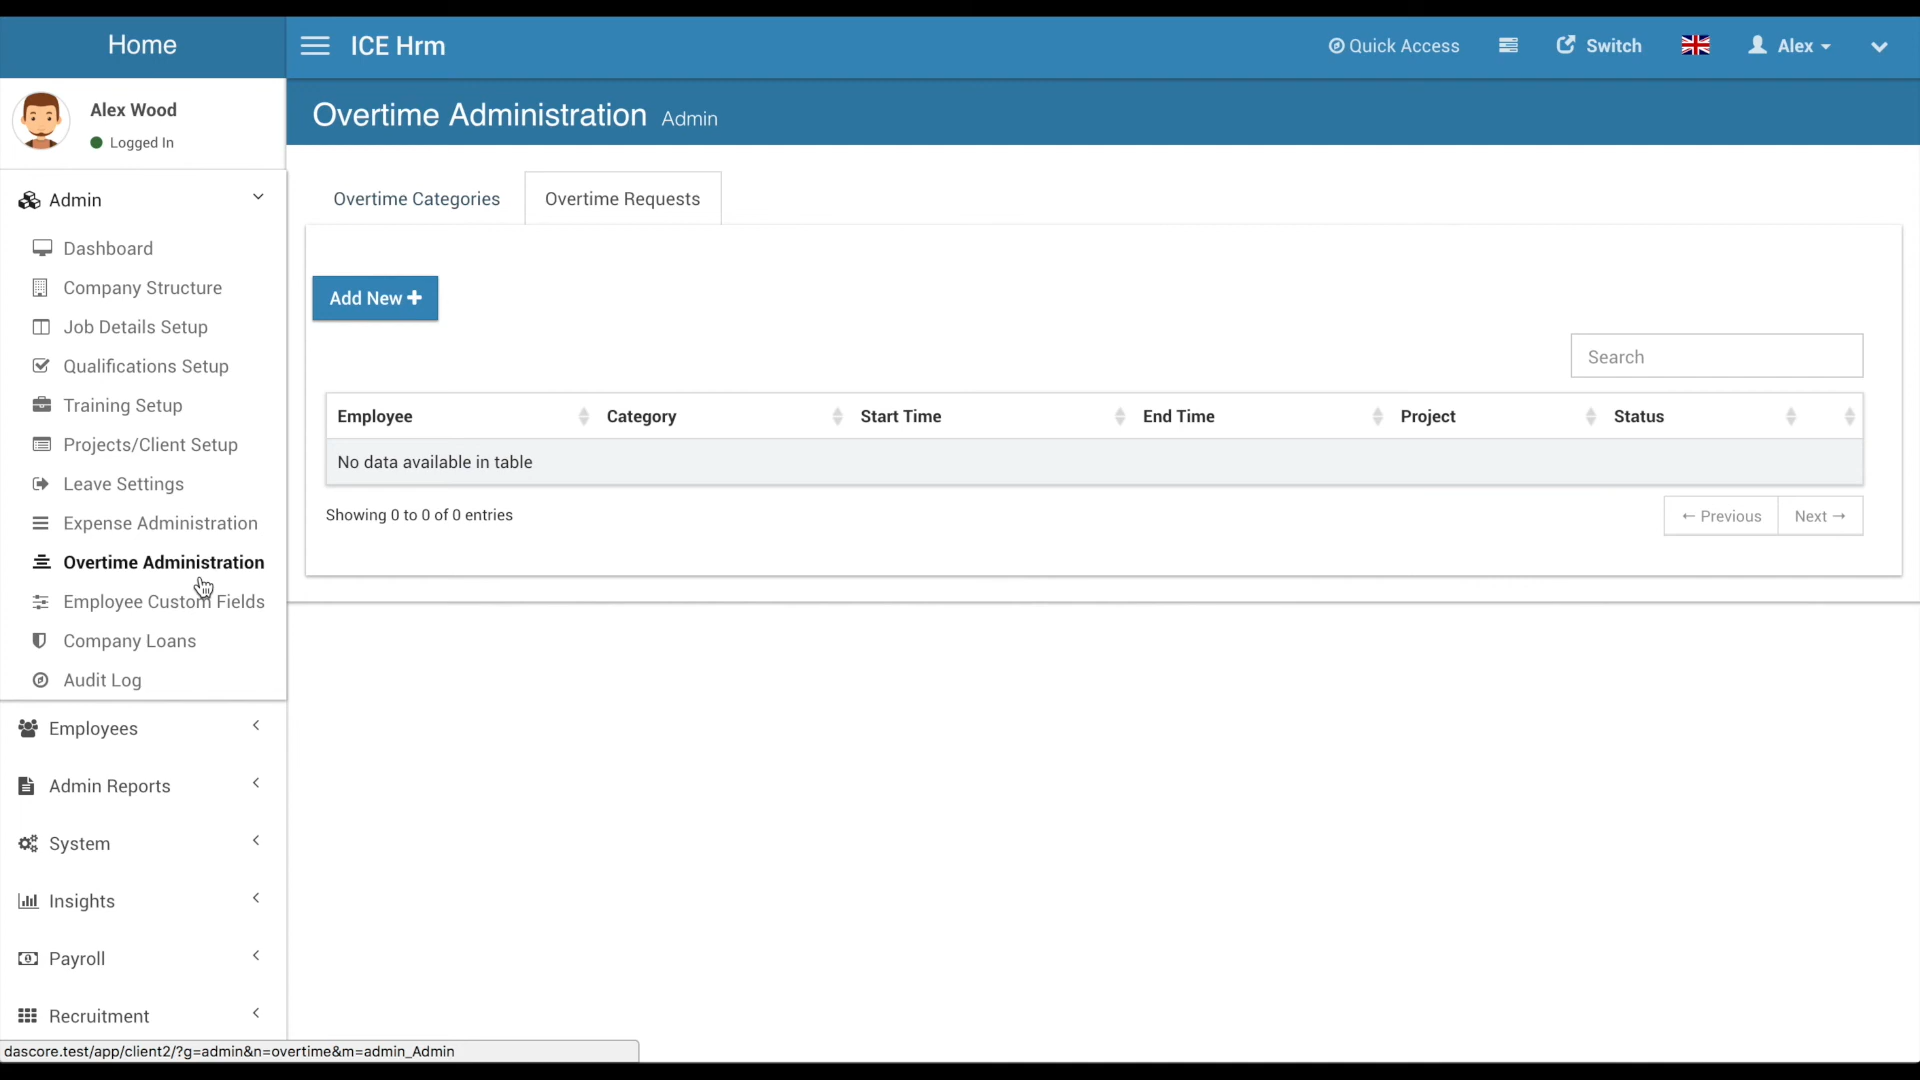 Home
ICE Hrm
Quick Access
Switch
Alex
Alex Wood
Logged In
Overtime Administration Admin
Admin
Dashboard
Company Structure
Job Details Setup
Qualifications Setup
Training Setup
Projects/Client Setup
Leave Settings
Expense Administration
Overtime Administration
Employee Custom Fields
Company Loans
Audit Log
Employees
Admin Reports
System
Insights
Payroll
Recruitment
Overtime Categories
Overtime Requests
Add New
Search
Employee Category Start Time End Time Project Status
No data available in table
Showing 0 to 0 of 0 entries
← Previous
Next →
dascore.test/app/client2/?g=admin&n=overtime&m=admin_Admin